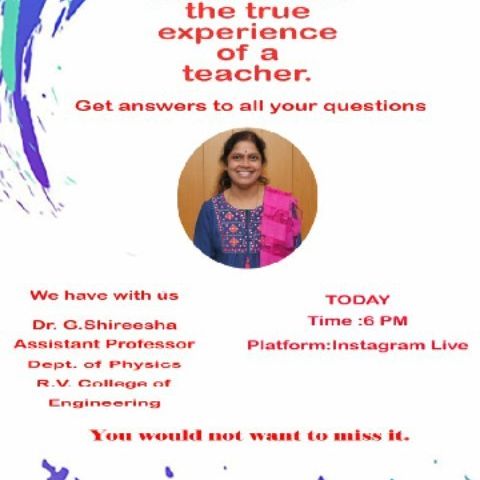 the true
experience
of a
teacher.
Get answers to all your questions
We have with us
Dr. G.Shireesha
Assistant Professor
Dept. of Physics
R.V. College of
Engineering
TODAY
Time :6 PM
Platform:Instagram Live
You would not want to miss it.